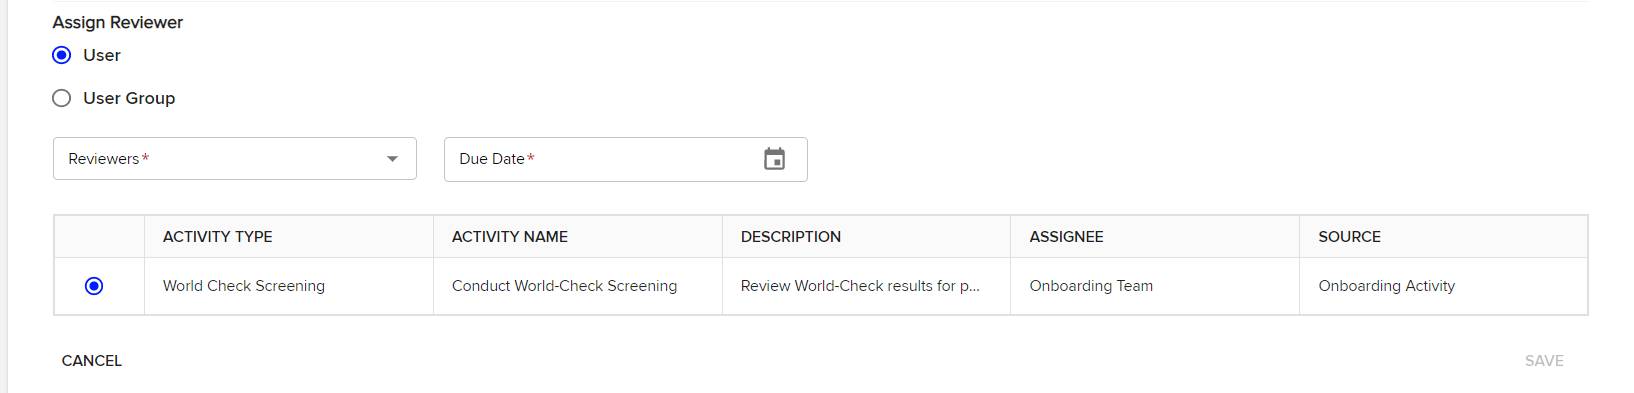 Assign Reviewer
User
User Group
Reviewers*
Due Date*
ACTIVITY TYPE ACTIVITY NAME DESCRIPTION ASSIGNEE SOURCE
World Check Screening Conduct World-Check Screening Review World-Check results for p... Onboarding Team Onboarding Activity
CANCEL SAVE